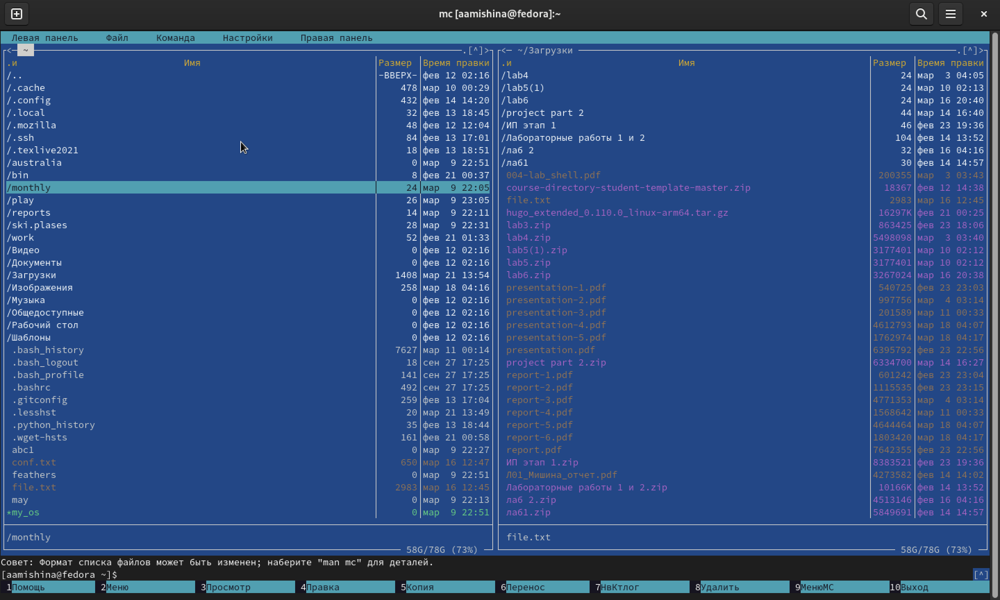 mc [aamishina@fedora]:~
Левая панель Файл Команда Настройки Правая панель
<─ ~ .[^]>
.и Имя Размер Время правки
/.. -ВВЕРХ- фев 12 02:16
/.cache 478 мар 10 00:29
/.config 432 фев 14 14:20
/.local 32 фев 13 18:45
/.mozilla 48 фев 12 12:04
/.ssh 84 фев 13 17:01
/.texlive2021 18 фев 13 18:51
/australia 0 мар 9 22:51
/bin 8 фев 21 00:37
/monthly 24 мар 9 22:05
/play 26 мар 9 23:05
/reports 14 мар 9 22:11
/ski.plases 28 мар 9 22:31
/work 52 фев 21 01:33
/Видео 0 фев 12 02:16
/Документы 0 фев 12 02:16
/Загрузки 1408 мар 21 13:54
/Изображения 258 мар 18 04:16
/Музыка 0 фев 12 02:16
/Общедоступные 0 фев 12 02:16
/Рабочий стол 0 фев 12 02:16
/Шаблоны 0 фев 12 02:16
.bash_history 7627 мар 11 00:14
.bash_logout 18 сен 27 17:25
.bash_profile 141 сен 27 17:25
.bashrc 492 сен 27 17:25
.gitconfig 259 фев 13 17:04
.lesshst 20 мар 21 13:49
.python_history 35 фев 13 18:44
.wget-hsts 161 фев 21 00:58
abc1 0 мар 9 22:27
conf.txt 650 мар 16 12:47
feathers 0 мар 9 22:51
file.txt 2983 мар 16 12:45
may 0 мар 9 22:13
*my_os 0 мар 9 22:51
/monthly
58G/78G (73%)
<─ ~/Загрузки .[^]>
.и Имя Размер Время правки
/lab4 24 мар 3 04:05
/lab5(1) 24 мар 10 02:13
/lab6 24 мар 16 20:40
/project part 2 44 мар 14 16:40
/ИП этап 1 46 фев 23 19:36
/Лабораторные работы 1 и 2 104 фев 14 13:52
/лаб 2 32 фев 16 04:16
/лаб1 30 фев 14 14:57
004-lab_shell.pdf 200355 мар 3 03:43
course-directory-student-template-master.zip 18367 фев 12 14:38
file.txt 2983 мар 16 12:45
hugo_extended_0.110.0_linux-arm64.tar.gz 16297K фев 21 00:25
lab3.zip 863425 фев 23 18:06
lab4.zip 5498098 мар 3 03:40
lab5(1).zip 3177401 мар 10 02:12
lab5.zip 3177401 мар 10 02:12
lab6.zip 3267024 мар 16 20:38
presentation-1.pdf 540725 фев 23 23:03
presentation-2.pdf 997756 мар 4 03:14
presentation-3.pdf 201589 мар 11 00:33
presentation-4.pdf 4612793 мар 18 04:07
presentation-5.pdf 1762974 мар 18 04:17
presentation.pdf 6395792 фев 23 22:56
project part 2.zip 6334700 мар 14 16:27
report-1.pdf 601242 фев 23 23:04
report-2.pdf 1115535 фев 23 23:15
report-3.pdf 4771353 мар 4 03:14
report-4.pdf 1568642 мар 11 00:33
report-5.pdf 4644464 мар 18 04:07
report-6.pdf 1803420 мар 18 04:17
report.pdf 7642355 фев 23 22:56
ИП этап 1.zip 8383521 фев 23 19:36
Л01_Мишина_отчет.pdf 4273582 фев 14 14:02
Лабораторные работы 1 и 2.zip 10166K фев 14 13:52
лаб 2.zip 4513146 фев 16 04:16
лаб1.zip 5849691 фев 14 14:57
file.txt
58G/78G (73%)
Совет: Формат списка файлов может быть изменен; наберите "man mc" для деталей.
[aamishina@fedora ~]$ [^]
1Помощь 2Меню 3Просмотр 4Правка 5Копия 6Перенос 7НвКтлог 8Удалить 9МенюМС 10Выход